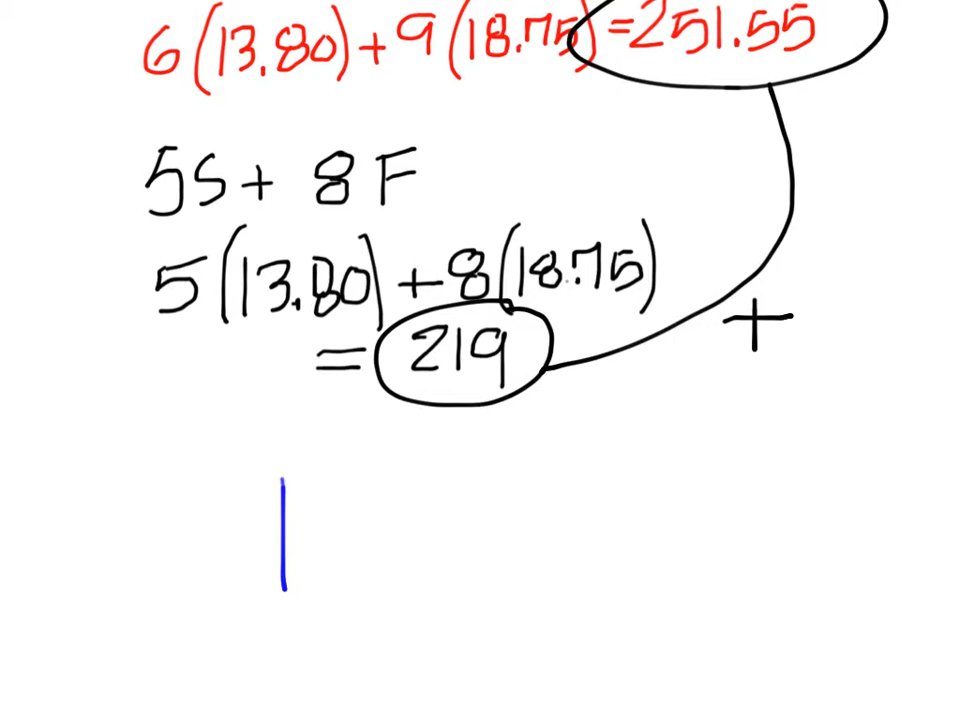 6(13.80)+9(18.75)=251.55
5S+ 8F
5(13.80)+8(18.75)
= 219
+